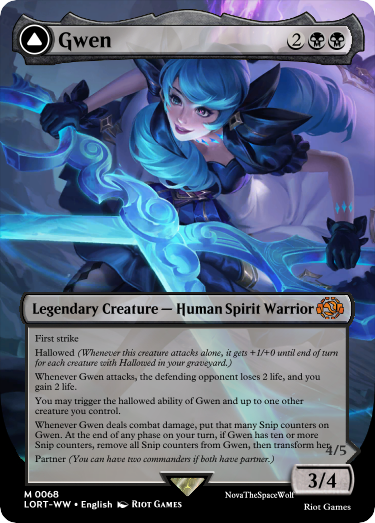 Gwen 2
Legendary Creature — Human Spirit Warrior
First strike
Hallowed (Whenever this creature attacks alone, it gets +1/+0 until end of turn
for each creature with Hallowed in your graveyard.)
Whenever Gwen attacks, the defending opponent loses 2 life, and you
gain 2 life.
You may trigger the hallowed ability of Gwen and up to one other
creature you control.
Whenever Gwen deals combat damage, put that many Snip counters on
Gwen. At the end of any phase on your turn, if Gwen has ten or more
Snip counters, remove all Snip counters from Gwen, then transform her.
Partner (You can have two commanders if both have partner.)
4/5
3/4
M 0068
LORT-WW • English Riot Games
NovaTheSpaceWolf
Riot Games